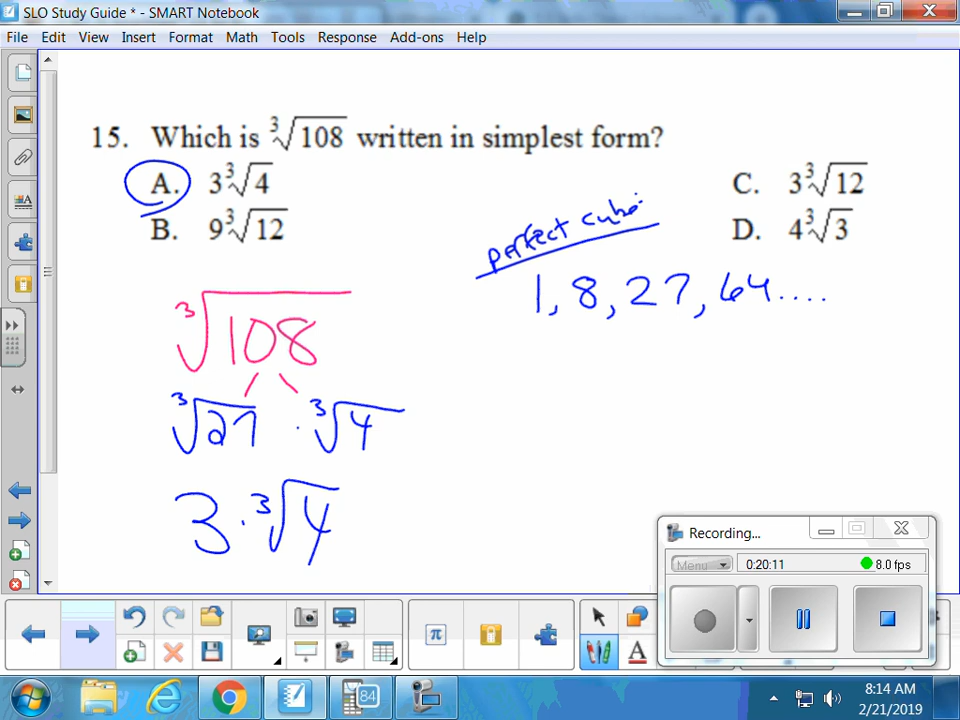 SLO Study Guide * - SMART Notebook
File Edit View Insert Format Math Tools Response Add-ons Help
15. Which is ∛108 written in simplest form?
A. 3∛4
C. 3∛12
B. 9∛12
D. 4∛3
perfect cube
1, 8, 27, 64....
∛108
∛27 · ∛4
3 · ∛4
Recording...
Menu
0:20:11
8.0 fps
π
A
84
8:14 AM
2/21/2019